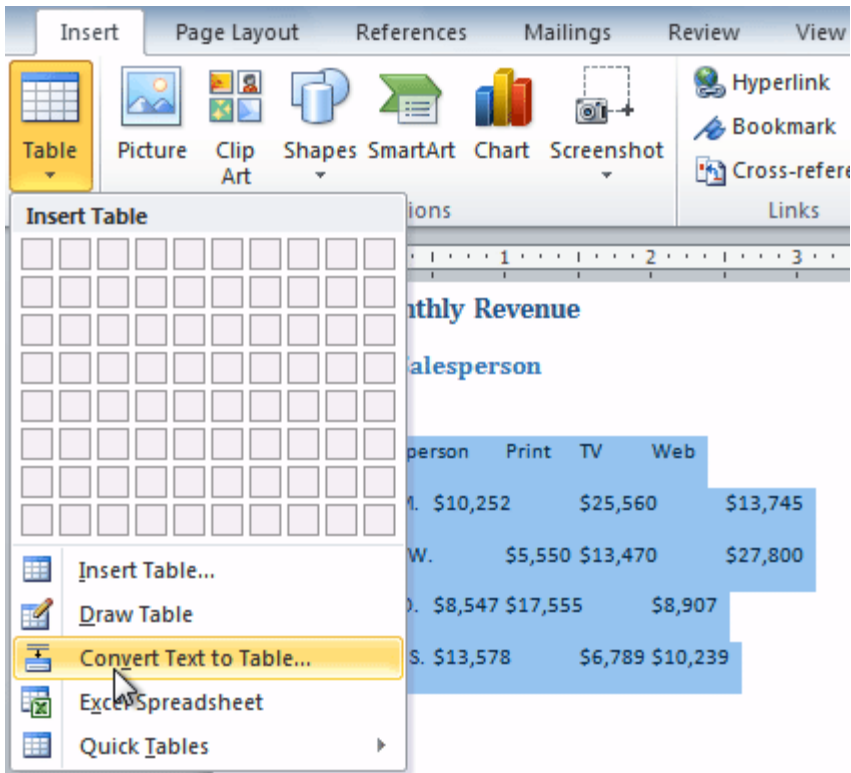 Insert Page Layout References Mailings Review View
Table Picture Clip Art Shapes SmartArt Chart Screenshot
Hyperlink
Bookmark
Cross-refere
ions Links
Insert Table
1 2 3
nthly Revenue
alesperson
person Print TV Web
$10,252 $25,560 $13,745
W. $5,550 $13,470 $27,800
$8,547 $17,555 $8,907
S. $13,578 $6,789 $10,239
Insert Table...
Draw Table
Convert Text to Table...
Excel Spreadsheet
Quick Tables